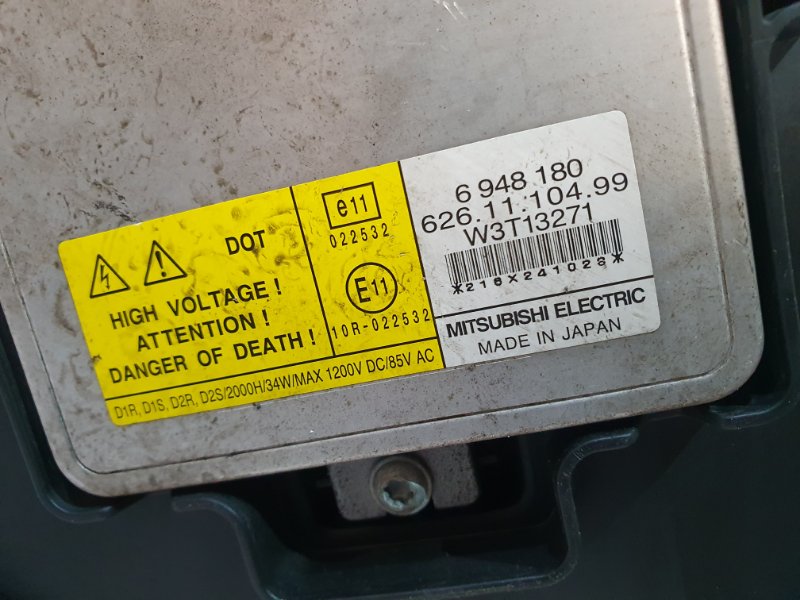 DOT
HIGH VOLTAGE !
ATTENTION !
DANGER OF DEATH !
e11
022532
E11
10R-022532
D1R, D1S, D2R, D2S/2000H/34W/MAX 1200V DC/85V AC
6 948 180
626.11.104.99
W3T13271
*216X241028*
MITSUBISHI ELECTRIC
MADE IN JAPAN